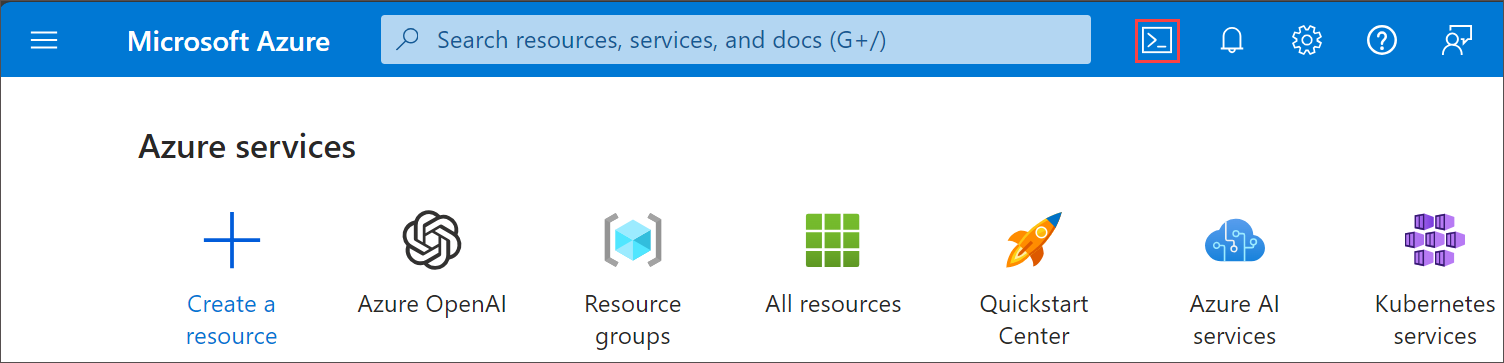 Microsoft Azure
Search resources, services, and docs (G+/)
Azure services
Create a
resource
Azure OpenAI
Resource
groups
All resources
Quickstart
Center
Azure AI
services
Kubernetes
services